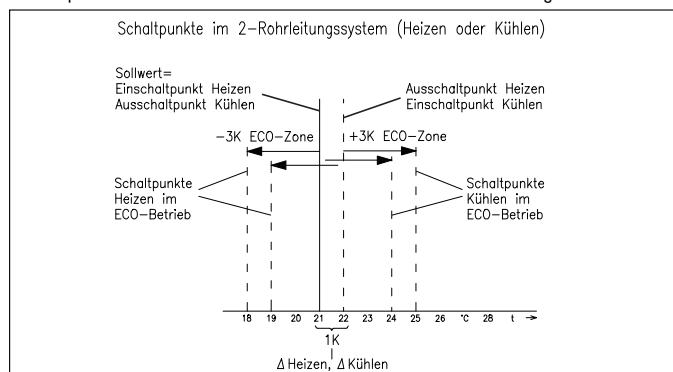 Schaltpunkte im 2-Rohrleitungssystem (Heizen oder Kühlen)
Sollwert=
Einschaltpunkt Heizen
Ausschaltpunkt Kühlen
Ausschaltpunkt Heizen
Einschaltpunkt Kühlen
-3K ECO-Zone
+3K ECO-Zone
Schaltpunkte
Heizen im
ECO-Betrieb
Schaltpunkte
Kühlen im
ECO-Betrieb
18 19 20 21 22 23 24 25 26 °C 28 t
1K
Δ Heizen, Δ Kühlen